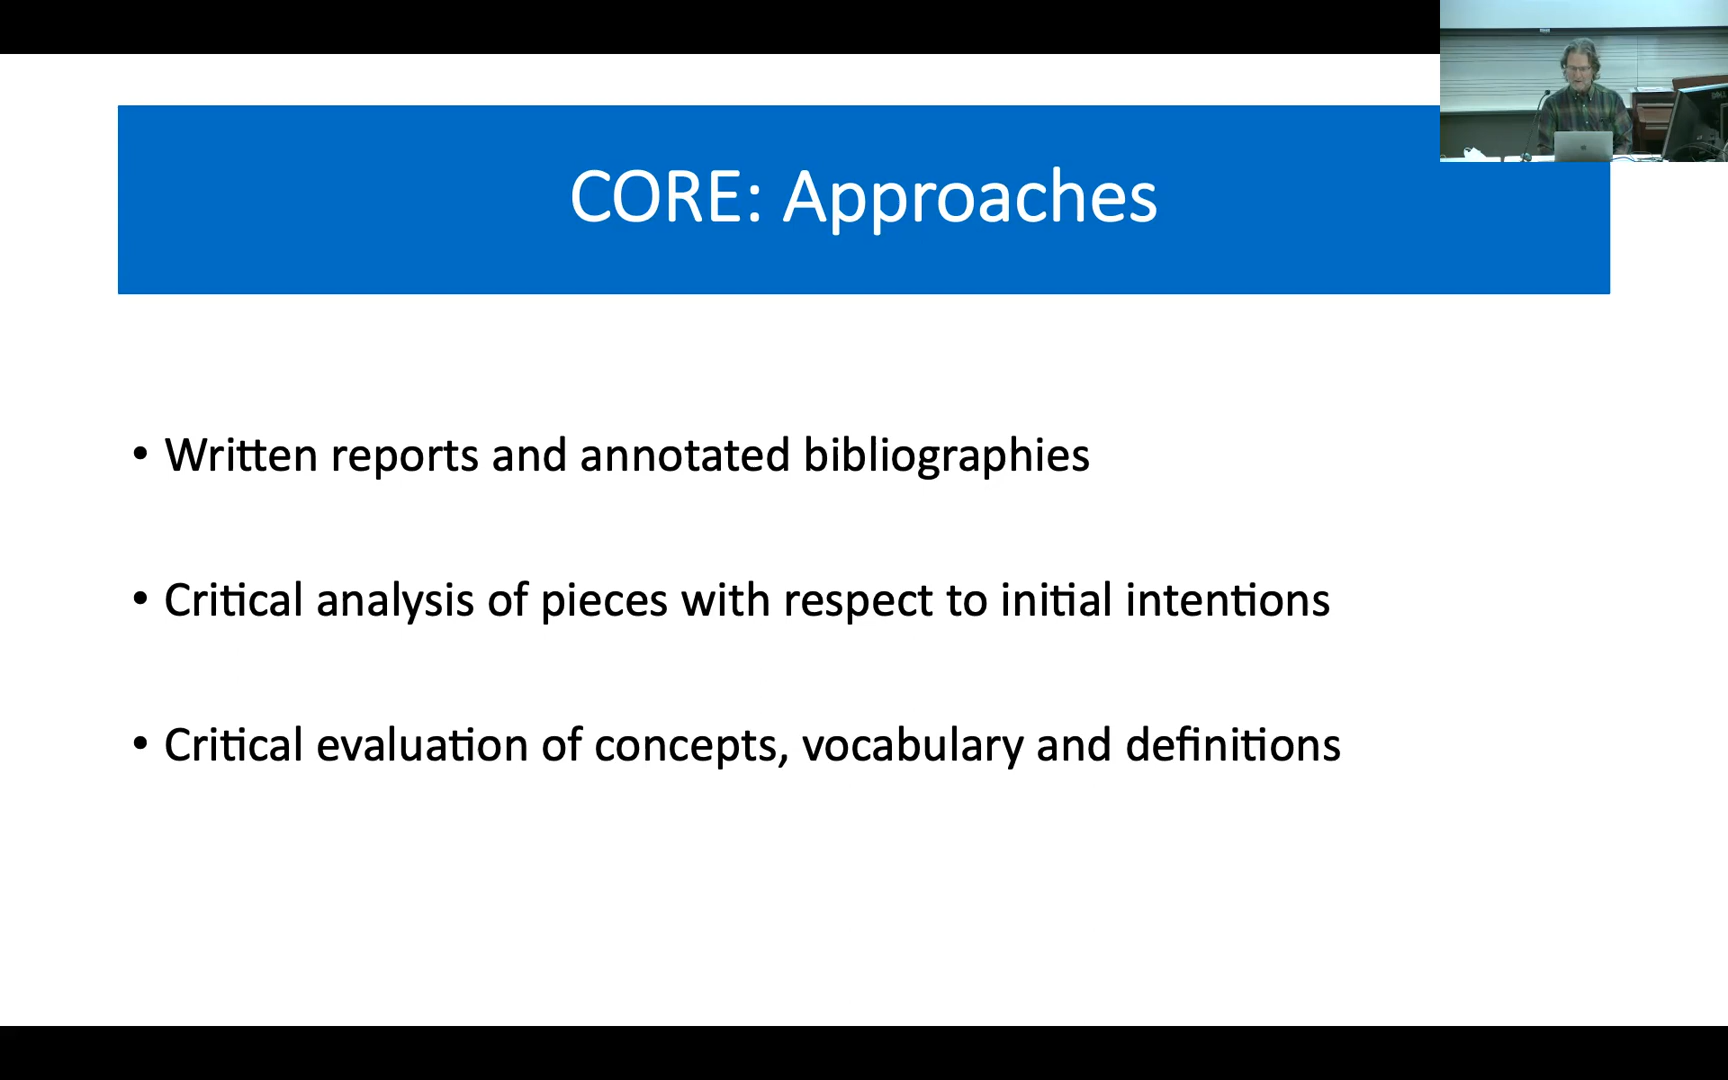 CORE: Approaches
• Written reports and annotated bibliographies
• Critical analysis of pieces with respect to initial intentions
• Critical evaluation of concepts, vocabulary and definitions